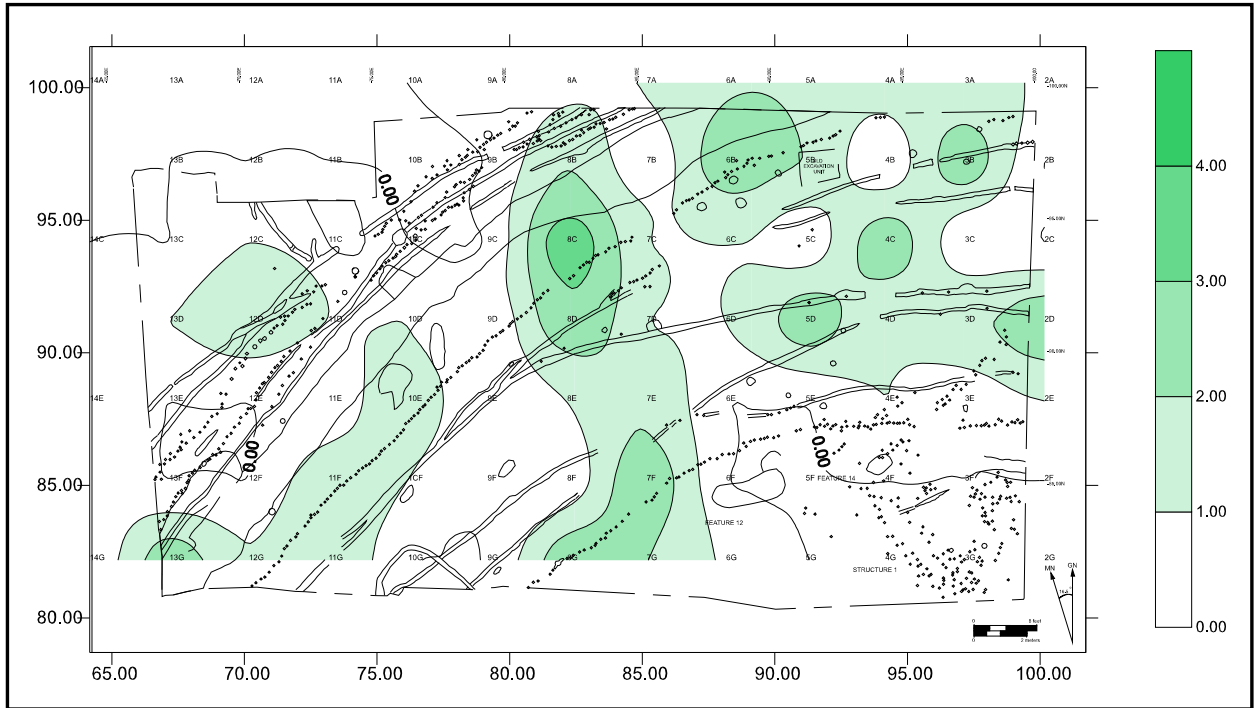 14A 13A 12A 11A 10A 9A 8A 7A 6A 5A 4A 3A 2A
100.00
4.00
13B 12B 11B 10B 9B 8B 7B 6B 5B 4B 3B 2B
EXCAVATION
UNIT
0.00
95.00
14C 13C 12C 11C 10C 9C 8C 7C 6C 5C 4C 3C 2C
3.00
13D 12D 11D 10D 9D 8D 7D 6D 5D 4D 3D 2D
90.00
2.00
14E 13E 12E 11E 10E 9E 8E 7E 6E 5E 4E 3E 2E
0.00
0.00
85.00
13F 12F 11F 10F 9F 8F 7F 6F 5F FEATURE 14 4F 3F 2F
1.00
FEATURE 12
14G 13G 12G 11G 10G 9G 8G 7G 6G 5G 4G 3G 2G
STRUCTURE 1
MN GN
80.00
0 8 feet
0 2 meters
0.00
65.00 70.00 75.00 80.00 85.00 90.00 95.00 100.00